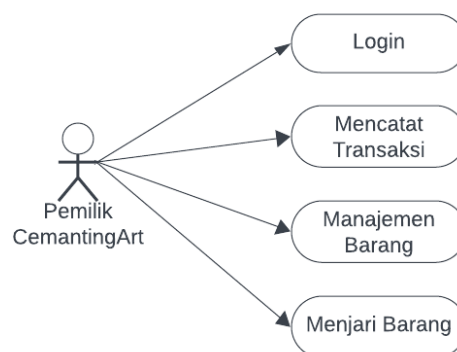 Login
Mencatat
Transaksi
Pemilik
CemantingArt
Manajemen
Barang
Menjari Barang